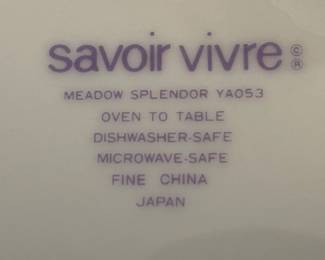 savoir vivre ©®
MEADOW SPLENDOR YA053
OVEN TO TABLE
DISHWASHER-SAFE
MICROWAVE-SAFE
FINE CHINA
JAPAN